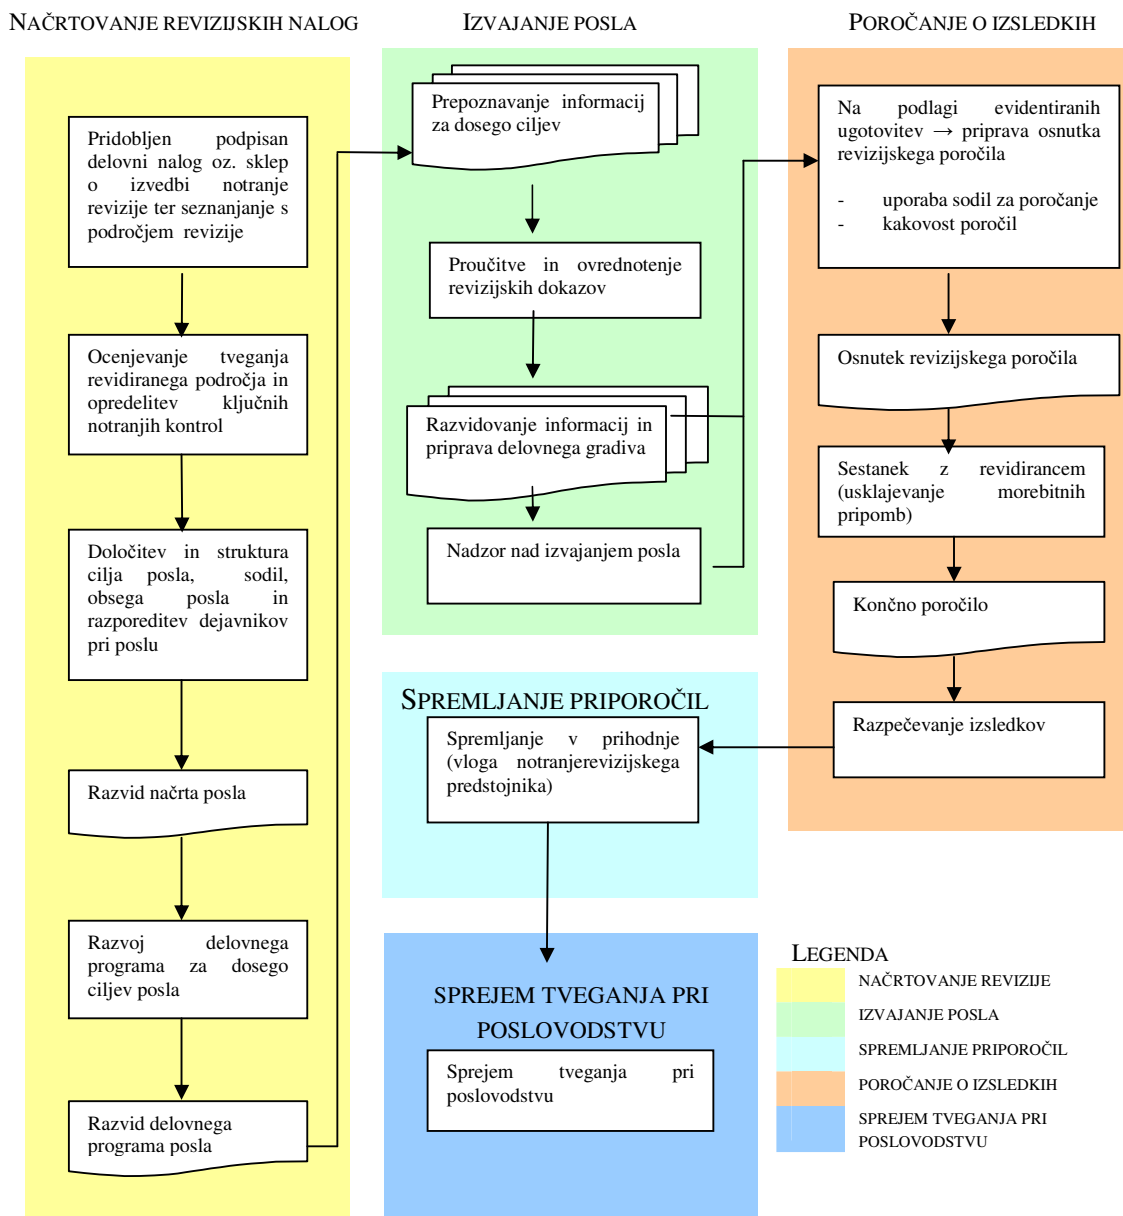 NAČRTOVANJE REVIZIJSKIH NALOG
Pridobljen podpisan
delovni nalog oz. sklep
o izvedbi notranje
revizije ter seznanjanje s
področjem revizije
Ocenjevanje tveganja
revidiranega področja in
opredelitev ključnih
notranjih kontrol
Določitev in struktura
cilja posla, sodil,
obsega posla in
razporeditev dejavnikov
pri poslu
Razvid načrta posla
Razvoj delovnega
programa za dosego
ciljev posla
Razvid delovnega
programa posla
IZVAJANJE POSLA
Prepoznavanje informacij
za dosego ciljev
Proučitve in ovrednotenje
revizijskih dokazov
Razvidovanje informacij in
priprava delovnega gradiva
Nadzor nad izvajanjem posla
POROČANJE O IZSLEDKIH
Na podlagi evidentiranih
ugotovitev → priprava osnutka
revizijskega poročila
- uporaba sodil za poročanje
- kakovost poročil
Osnutek revizijskega poročila
Sestanek z revidirancem
(usklajevanje morebitnih
pripomb)
Končno poročilo
Razpečevanje izsledkov
SPREMLJANJE PRIPOROČIL
Spremljanje v prihodnje
(vloga notranjerevizijskega
predstojnika)
SPREJEM TVEGANJA PRI
POSLOVODSTVU
Sprejem tveganja pri
poslovodstvu
LEGENDA
NAČRTOVANJE REVIZIJE
IZVAJANJE POSLA
SPREMLJANJE PRIPOROČIL
POROČANJE O IZSLEDKIH
SPREJEM TVEGANJA PRI
POSLOVODSTVU